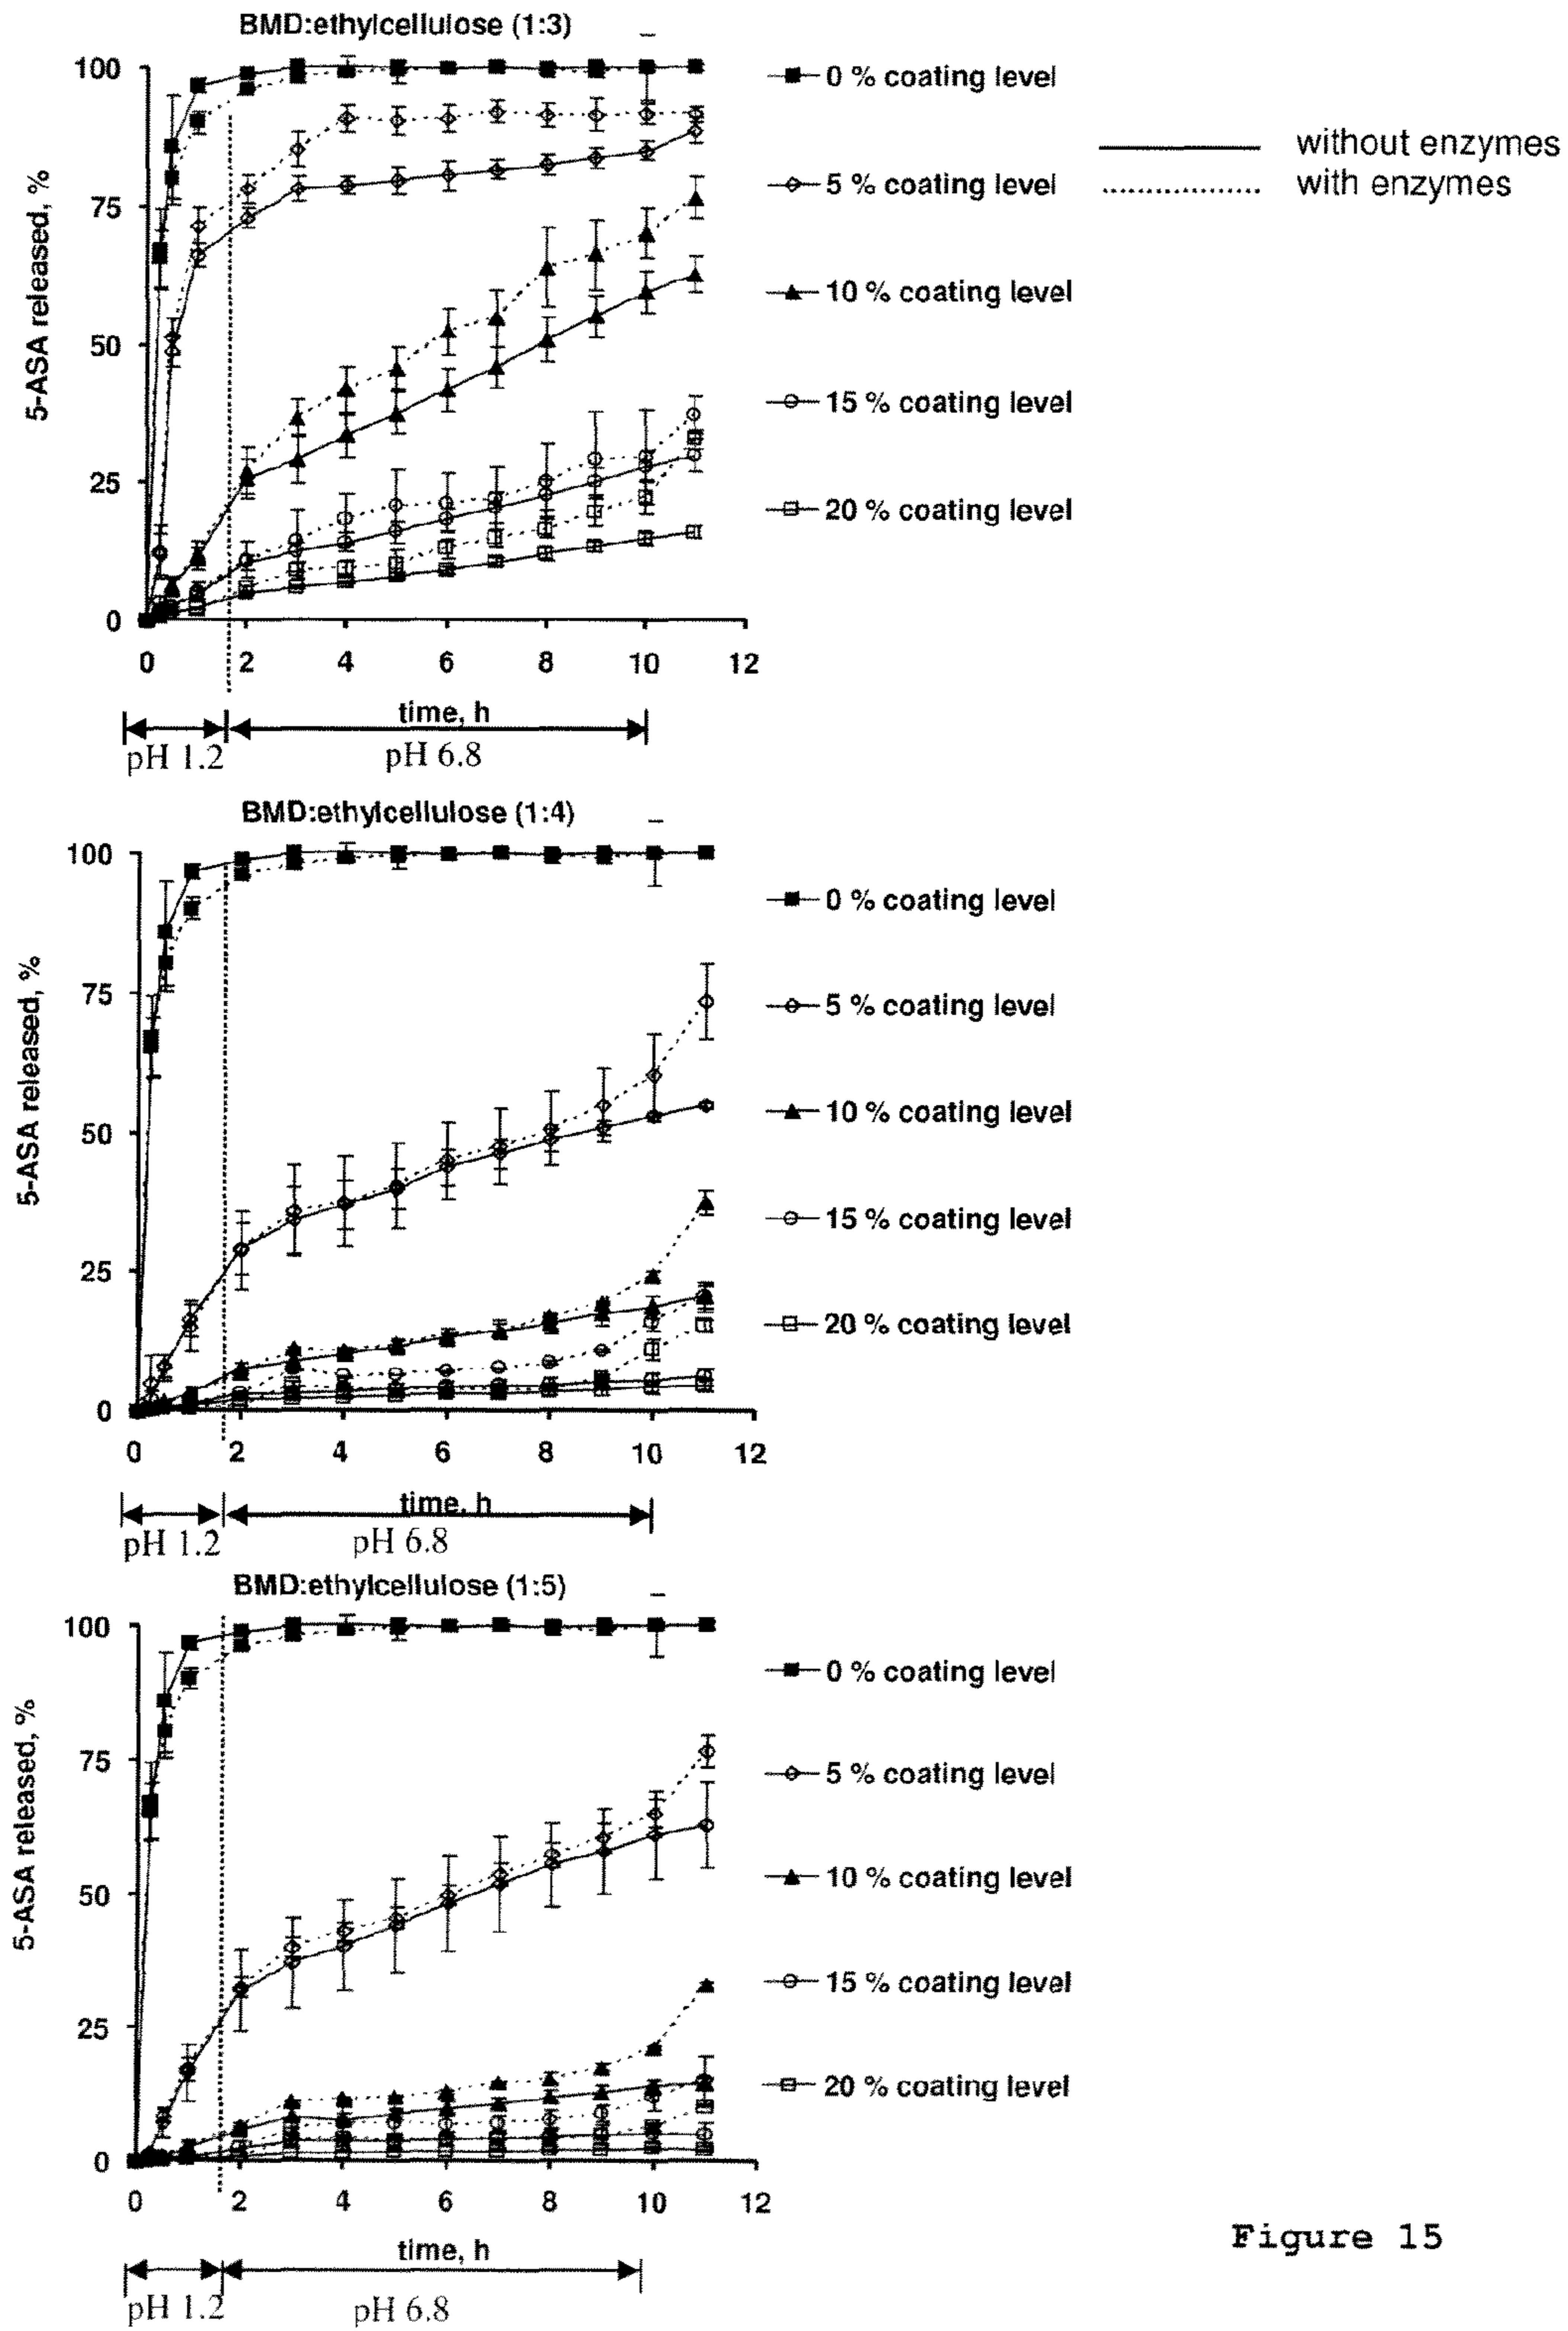 BMD:ethylcellulose (1:3)
5-ASA released, %
100
75
50
25
0
0 2 4 6 8 10 12
time, h
pH 1.2 pH 6.8
0 % coating level
5 % coating level
10 % coating level
15 % coating level
20 % coating level
without enzymes
with enzymes
BMD:ethylcellulose (1:4)
5-ASA released, %
100
75
50
25
0
0 2 4 6 8 10 12
time, h
pH 1.2 pH 6.8
0 % coating level
5 % coating level
10 % coating level
15 % coating level
20 % coating level
BMD:ethylcellulose (1:5)
5-ASA released, %
100
75
50
25
0
0 2 4 6 8 10 12
time, h
pH 1.2 pH 6.8
0 % coating level
5 % coating level
10 % coating level
15 % coating level
20 % coating level
Figure 15